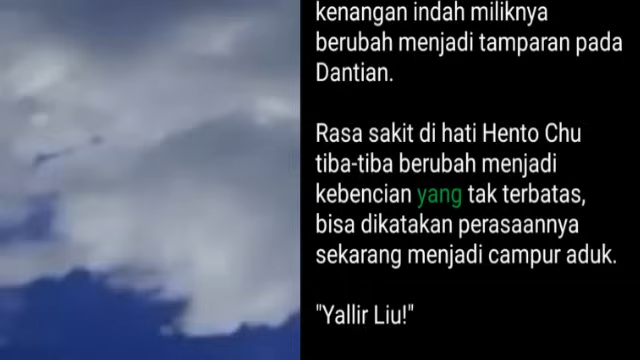 kenangan indah miliknya
berubah menjadi tamparan pada
Dantian.
Rasa sakit di hati Hento Chu
tiba-tiba berubah menjadi
kebencian yang tak terbatas,
bisa dikatakan perasaannya
sekarang menjadi campur aduk.
"Yallir Liu!"